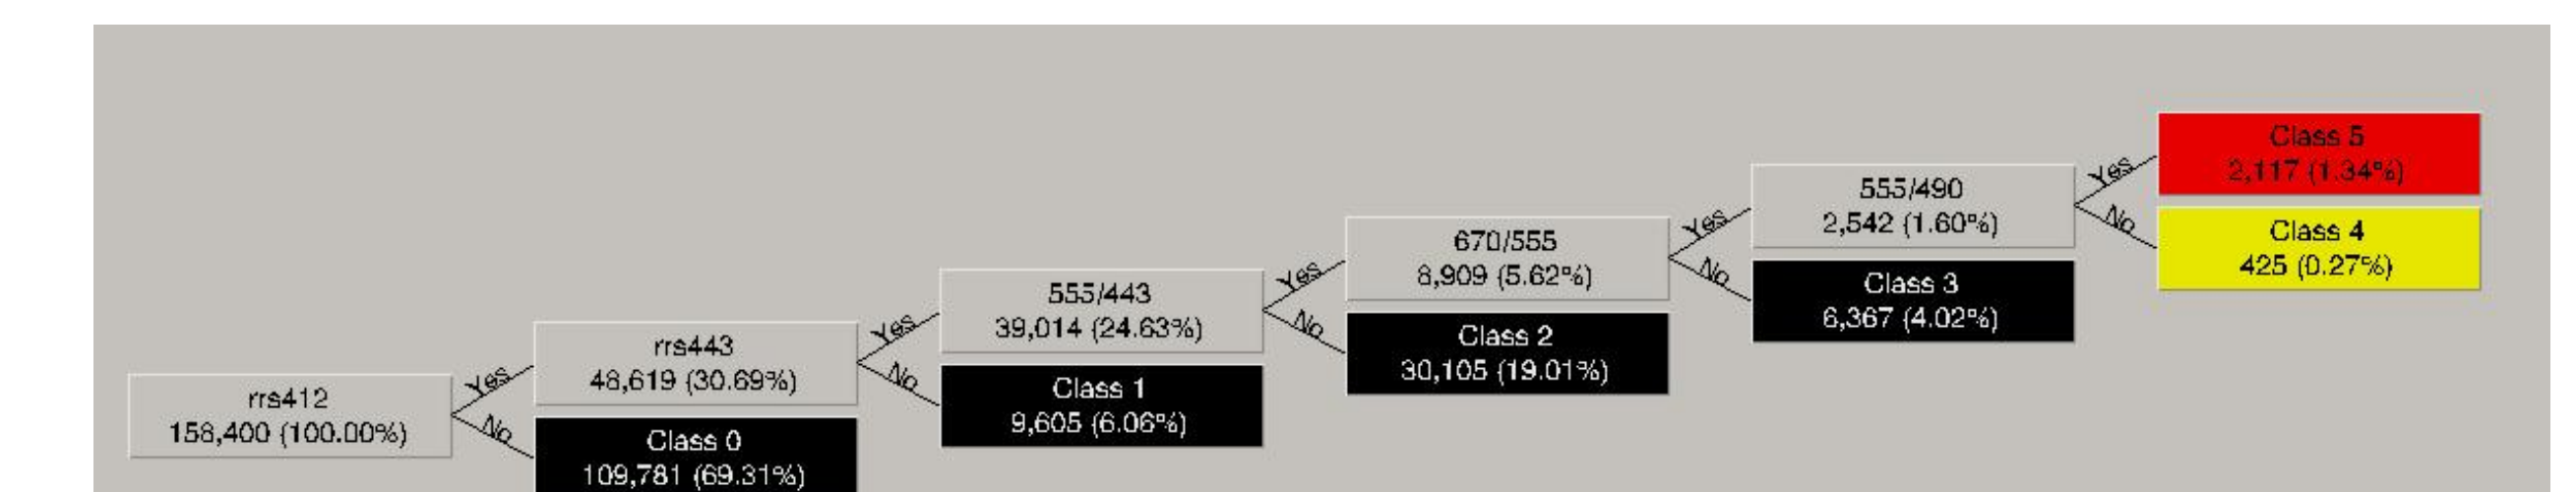 rrs412
158,400 (100.00%)
Yes
No
rrs443
48,619 (30.69%)
Class 0
109,781 (69.31%)
Yes
No
555/443
39,014 (24.63%)
Class 1
9,605 (6.06%)
Yes
No
670/555
8,909 (5.62%)
Class 2
30,105 (19.01%)
Yes
No
555/490
2,542 (1.60%)
Class 3
6,367 (4.02%)
Yes
No
Class 5
2,117 (1.34%)
Class 4
425 (0.27%)